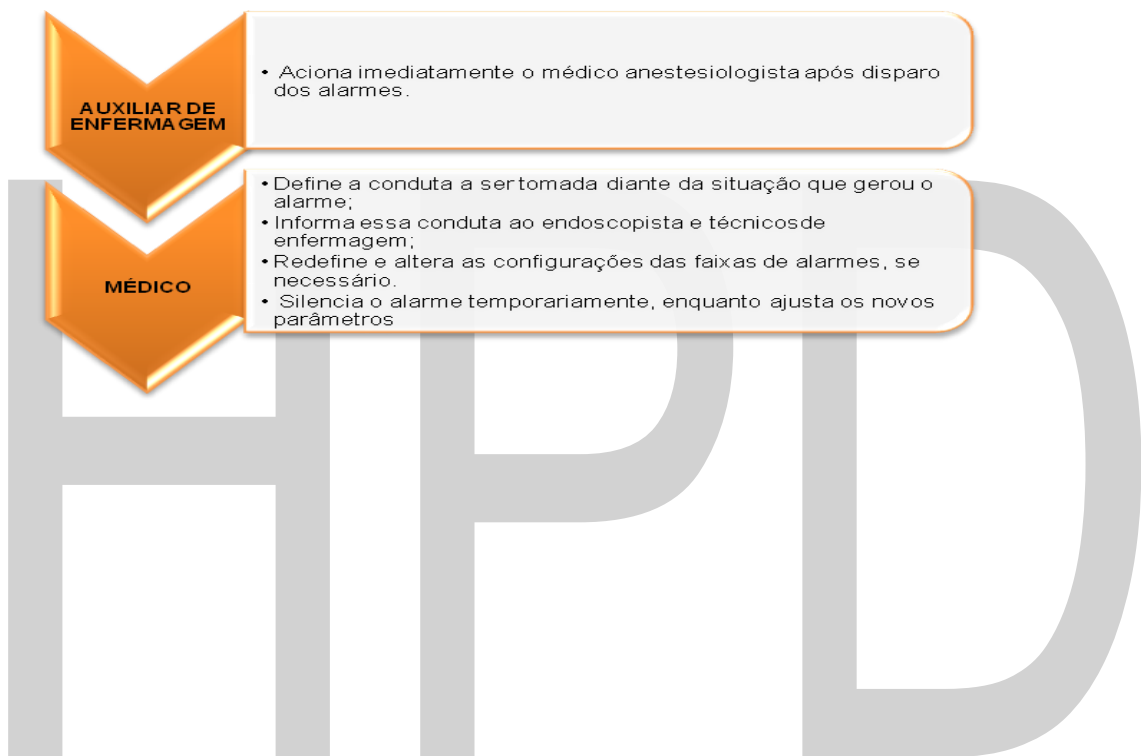 AUXILIAR DE
ENFERMAGEM
• Aciona imediatamente o médico anestesiologista após disparo
dos alarmes.
MÉDICO
• Define a conduta a ser tomada diante da situação que gerou o
alarme;
• Informa essa conduta ao endoscopista e técnicos de
enfermagem;
• Redefine e altera as configurações das faixas de alarmes, se
necessário.
• Silencia o alarme temporariamente, enquanto ajusta os novos
parâmetros
HPD